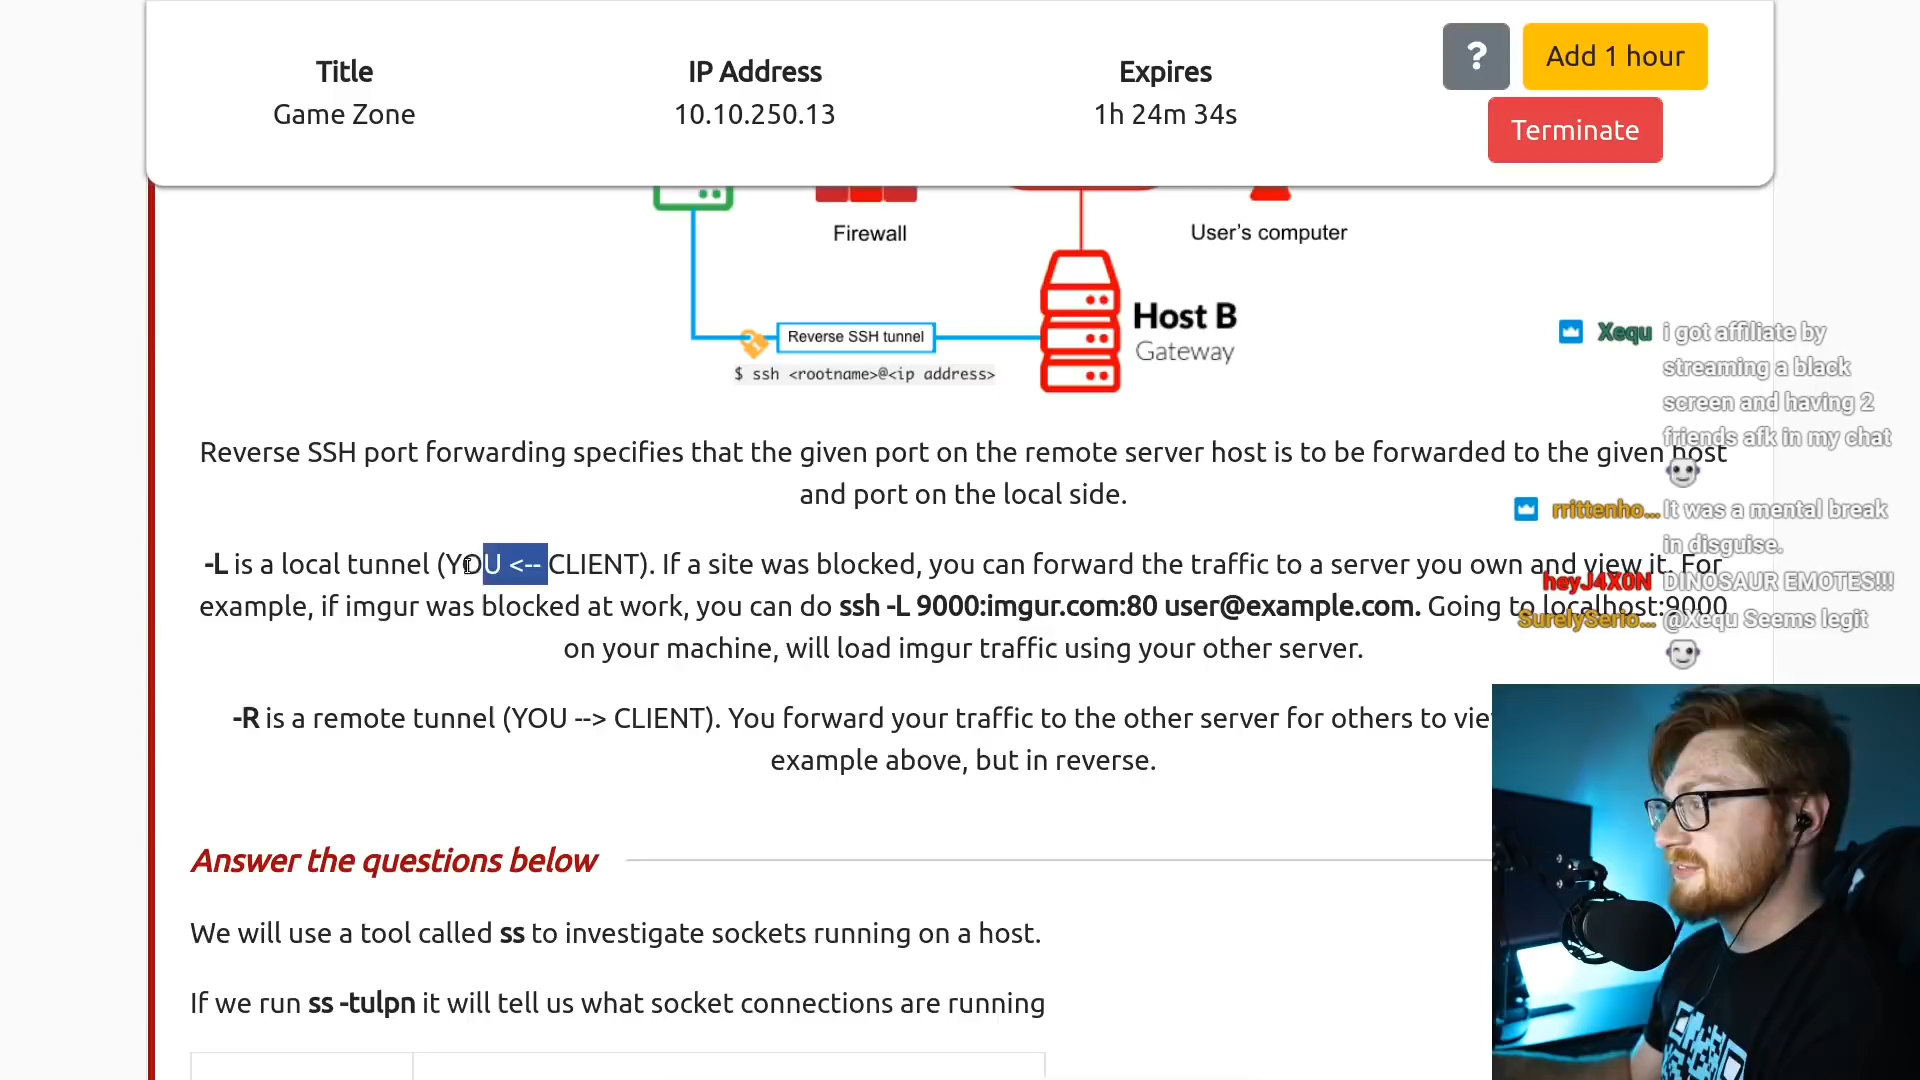 Title
Game Zone
IP Address
10.10.250.13
Expires
1h 24m 34s
?
Add 1 hour
Terminate
Firewall
User's computer
Host B
Gateway
Reverse SSH tunnel
$ ssh <rootname>@<ip address>
Reverse SSH port forwarding specifies that the given port on the remote server host is to be forwarded to the given host
and port on the local side.
-L is a local tunnel (YOU <-- CLIENT). If a site was blocked, you can forward the traffic to a server you own and view it. For
example, if imgur was blocked at work, you can do ssh -L 9000:imgur.com:80 user@example.com. Going to localhost:9000
on your machine, will load imgur traffic using your other server.
-R is a remote tunnel (YOU --> CLIENT). You forward your traffic to the other server for others to vie
example above, but in reverse.
Answer the questions below
We will use a tool called ss to investigate sockets running on a host.
If we run ss -tulpn it will tell us what socket connections are running
Xequ i got affiliate by
streaming a black
screen and having 2
friends afk in my chat
rrittenho... It was a mental break
in disguise.
heyJ4X0N DINOSAUR EMOTES!!!
SurelySerio... @Xequ Seems legit